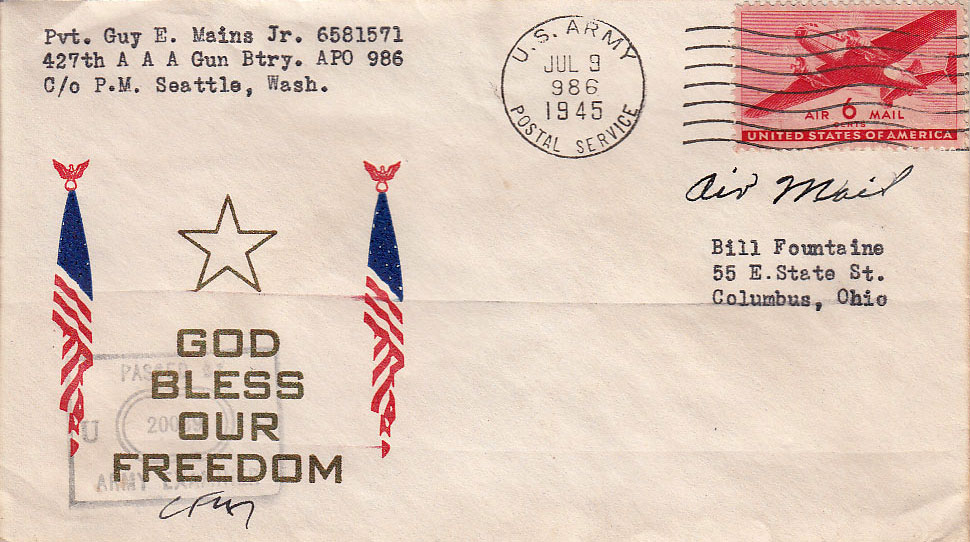 Pvt. Guy E. Mains Jr. 6581571
427th A A A Gun Btry. APO 986
C/o P.M. Seattle, Wash.
U.S. ARMY
JUL 9
986
1945
POSTAL SERVICE
AIR 6 MAIL
CENTS
UNITED STATES OF AMERICA
Air Mail
Bill Fountaine
55 E.State St.
Columbus, Ohio
GOD
BLESS
OUR
FREEDOM
PASSED
U
ARMY